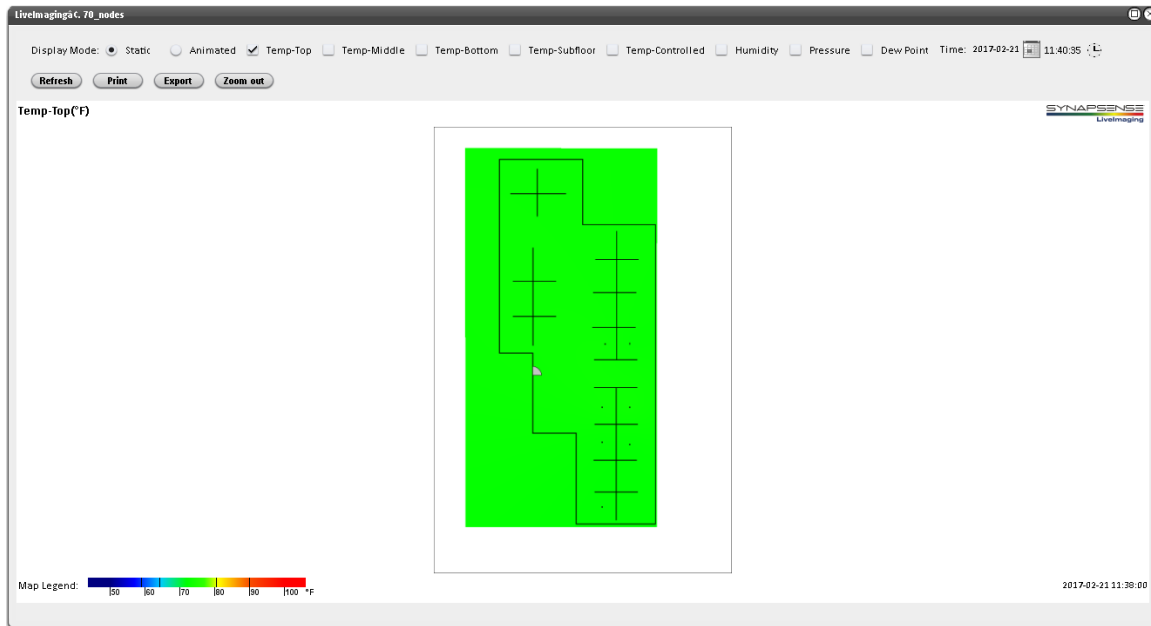 LiveImagingâ€. 70_nodes
Display Mode: Static Animated Temp-Top Temp-Middle Temp-Bottom Temp-Subfloor Temp-Controlled Humidity Pressure Dew Point Time: 2017-02-21 11:40:35
Refresh Print Export Zoom out
Temp-Top(°F)
SYNAPSENSE
LiveImaging
Map Legend: |50 |60 |70 |80 |90 |100 °F
2017-02-21 11:38:00